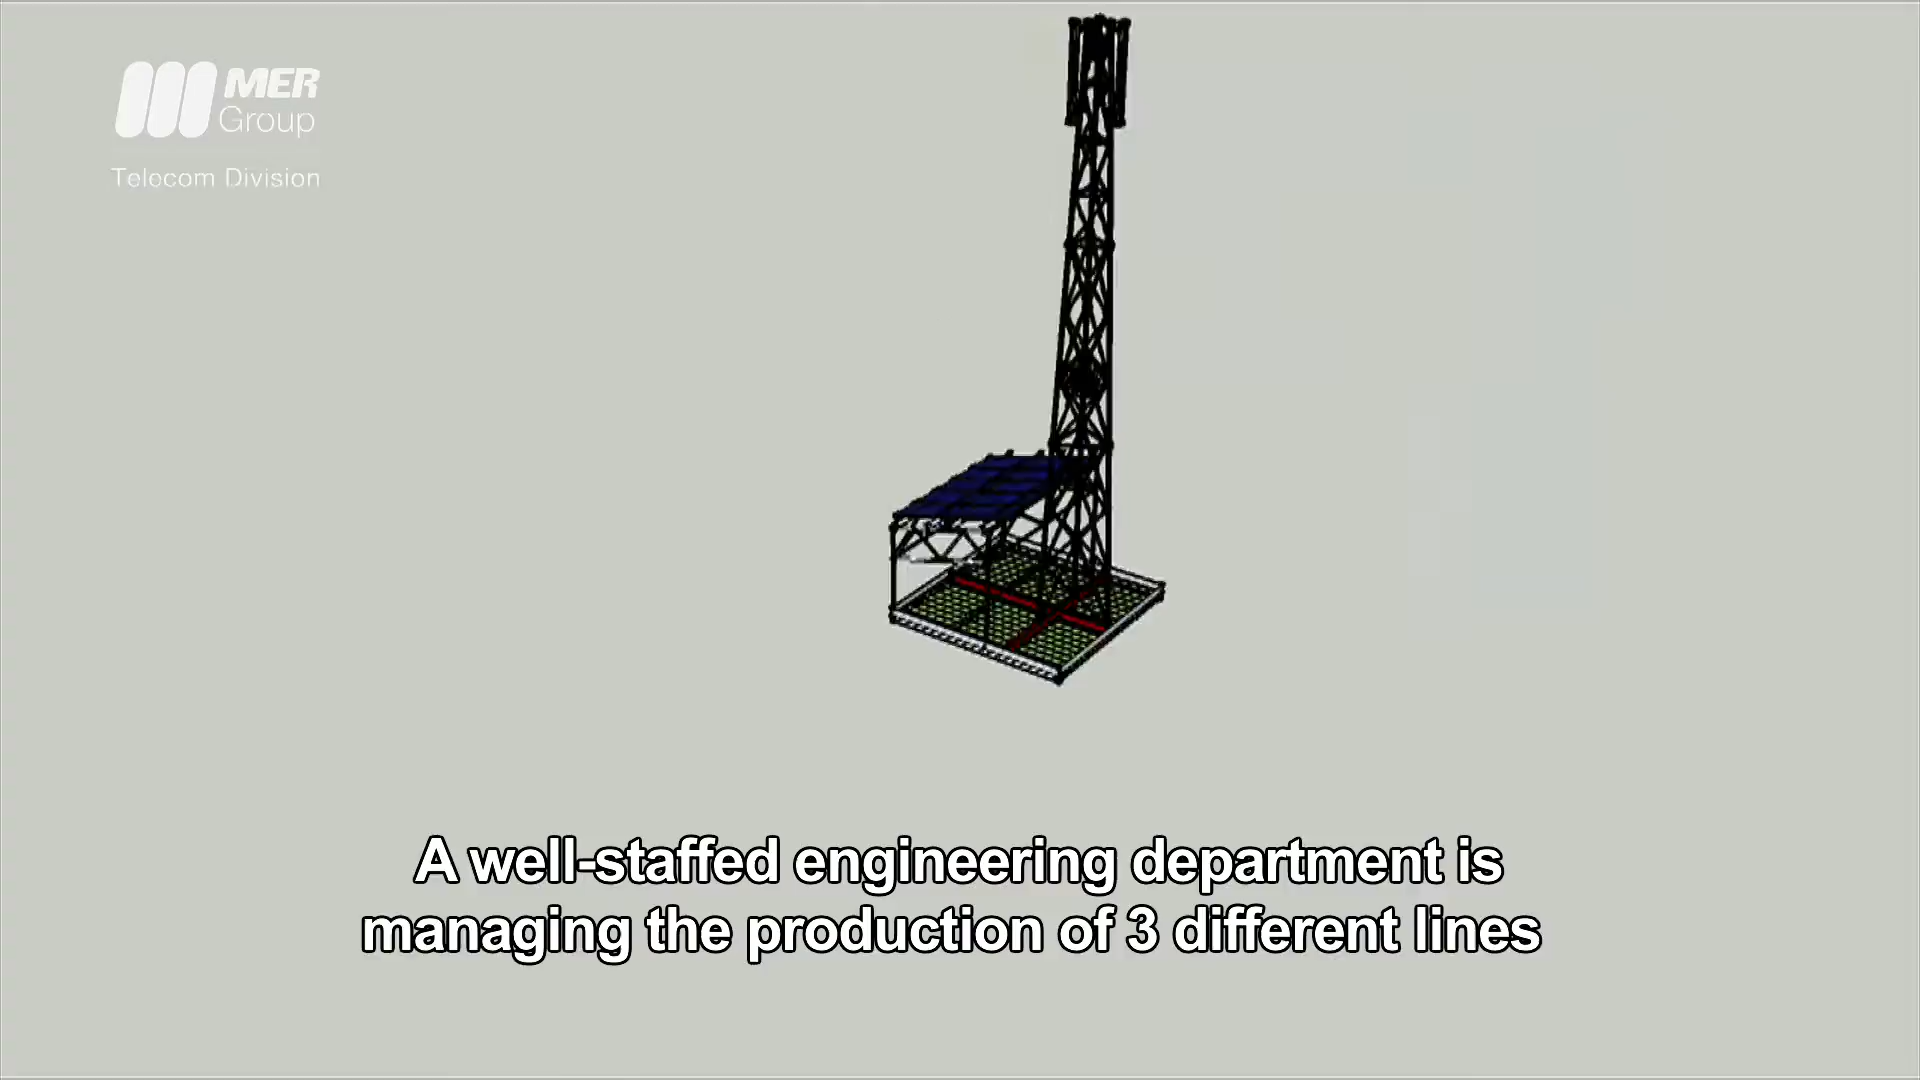 MER
Group
Telecom Division
A well-staffed engineering department is
managing the production of 3 different lines